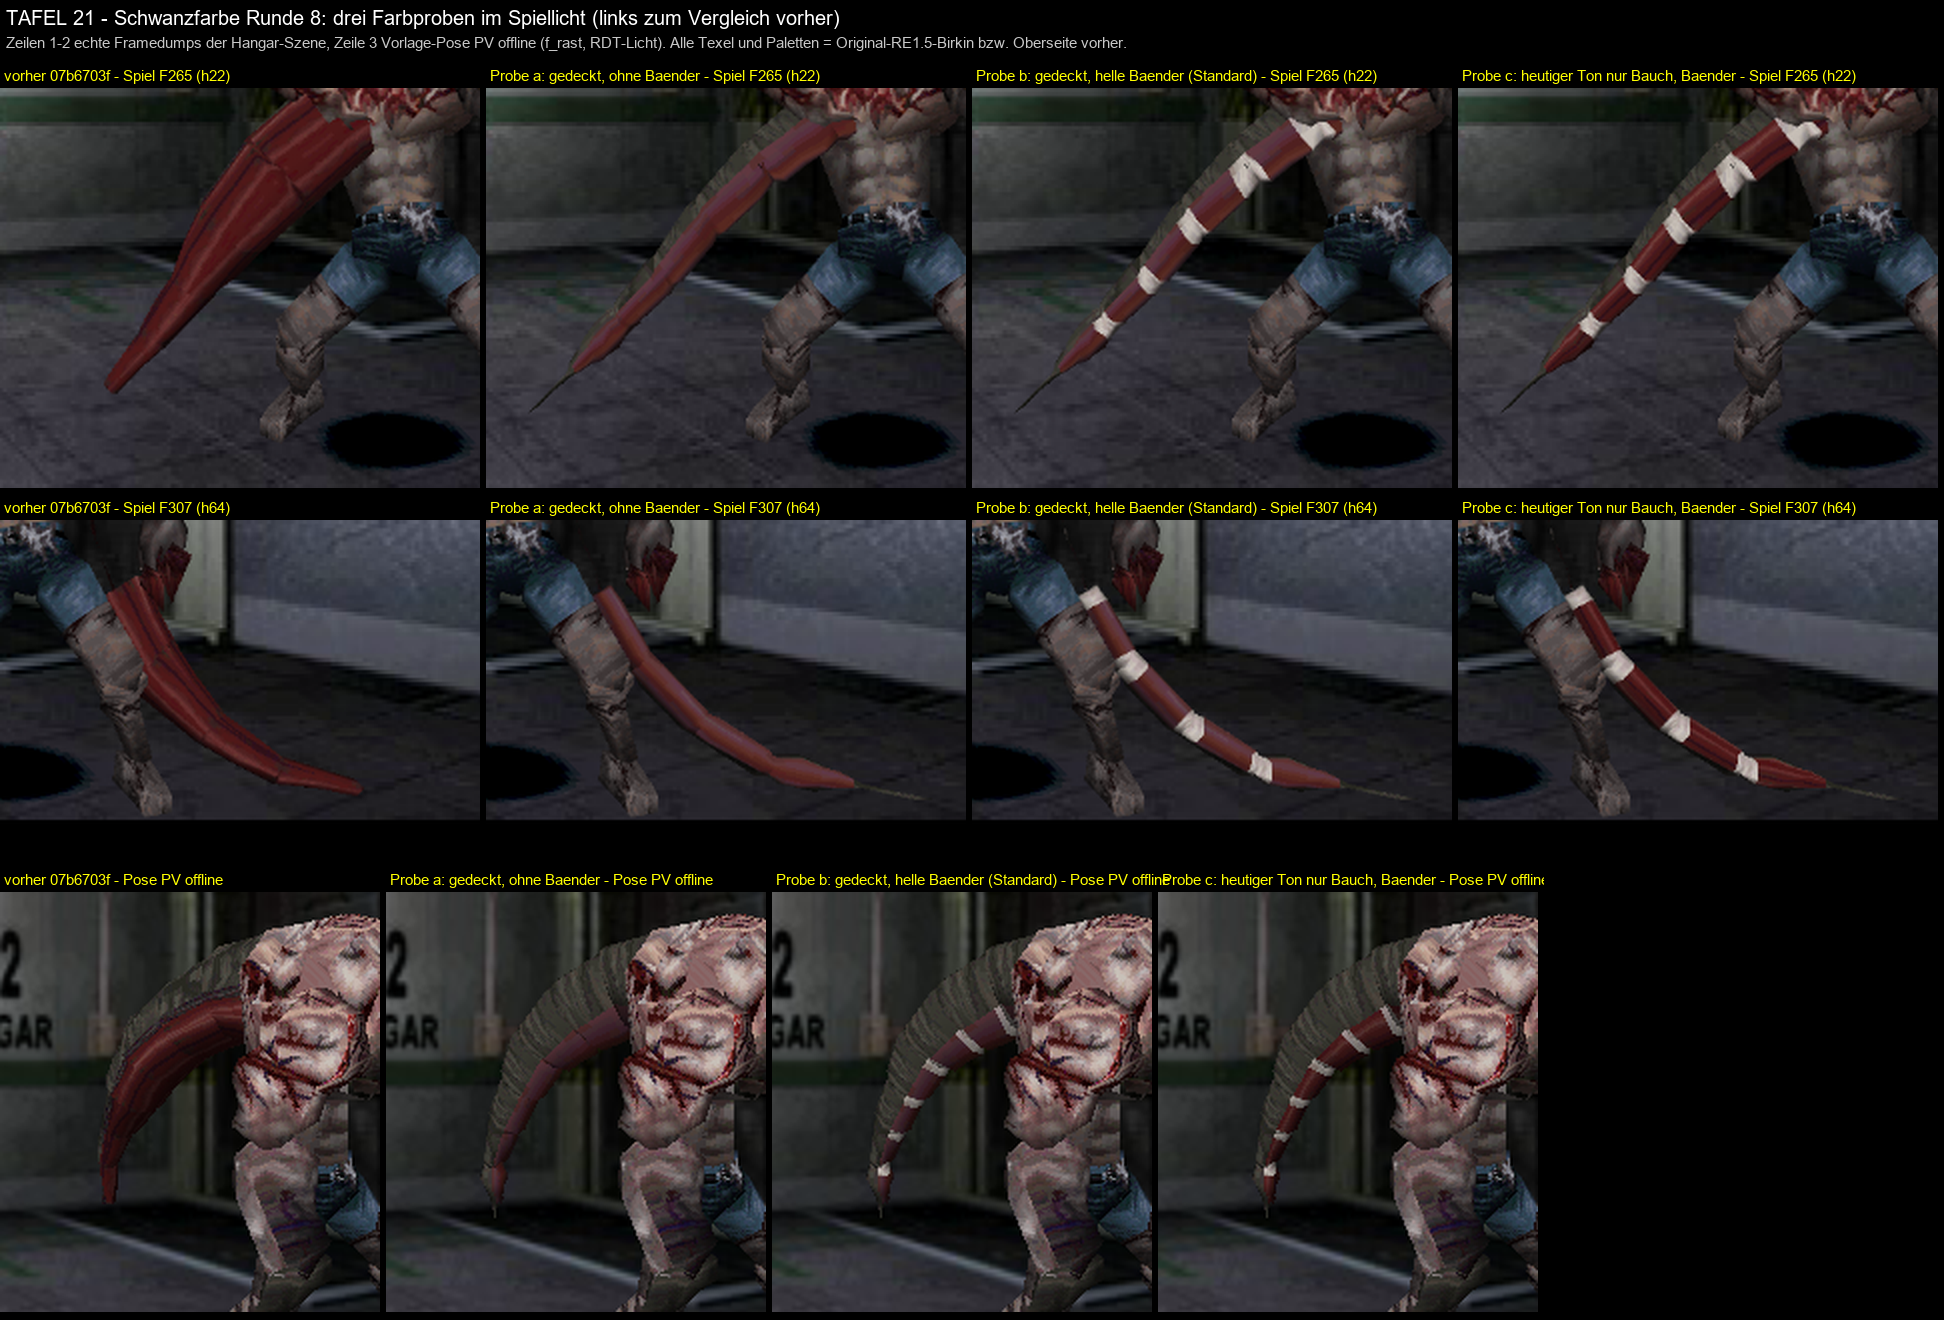 TAFEL 21 - Schwanzfarbe Runde 8: drei Farbproben im Spiellicht (links zum Vergleich vorher)
Zeilen 1-2 echte Framedumps der Hangar-Szene, Zeile 3 Vorlage-Pose PV offline (f_rast, RDT-Licht). Alle Texel und Paletten = Original-RE1.5-Birkin bzw. Oberseite vorher.
vorher 07b6703f - Spiel F265 (h22)
Probe a: gedeckt, ohne Baender - Spiel F265 (h22)
Probe b: gedeckt, helle Baender (Standard) - Spiel F265 (h22)
Probe c: heutiger Ton nur Bauch, Baender - Spiel F265 (h22)
vorher 07b6703f - Spiel F307 (h64)
Probe a: gedeckt, ohne Baender - Spiel F307 (h64)
Probe b: gedeckt, helle Baender (Standard) - Spiel F307 (h64)
Probe c: heutiger Ton nur Bauch, Baender - Spiel F307 (h64)
vorher 07b6703f - Pose PV offline
Probe a: gedeckt, ohne Baender - Pose PV offline
Probe b: gedeckt, helle Baender (Standard) - Pose PV offline
Probe c: heutiger Ton nur Bauch, Baender - Pose PV offline
2
GAR
2
GAR
2
GAR
2
GAR